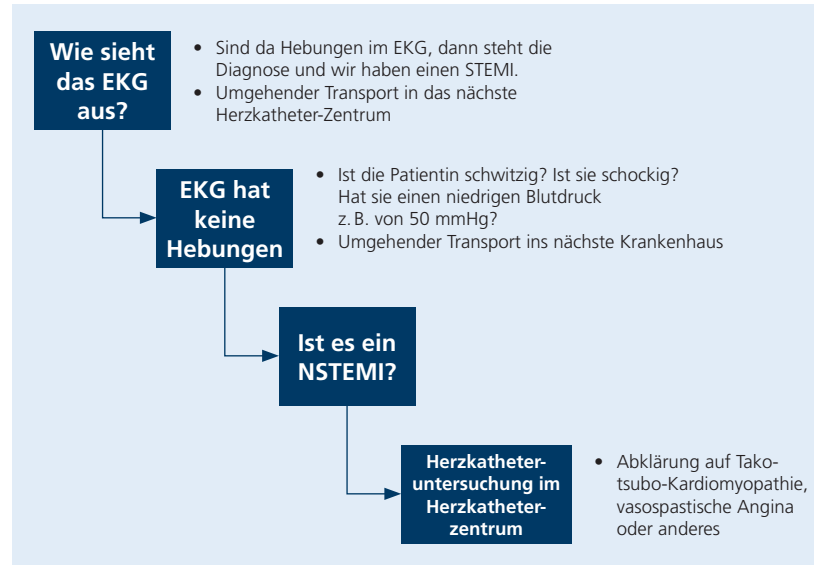 Wie sieht
das EKG
aus?
• Sind da Hebungen im EKG, dann steht die
Diagnose und wir haben einen STEMI.
• Umgehender Transport in das nächste
Herzkatheter-Zentrum
EKG hat
keine
Hebungen
• Ist die Patientin schwitzig? Ist sie schockig?
Hat sie einen niedrigen Blutdruck
z. B. von 50 mmHg?
• Umgehender Transport ins nächste Krankenhaus
Ist es ein
NSTEMI?
Herzkatheter-
untersuchung im
Herzkatheter-
zentrum
• Abklärung auf Tako-
tsubo-Kardiomyopathie,
vasospastische Angina
oder anderes